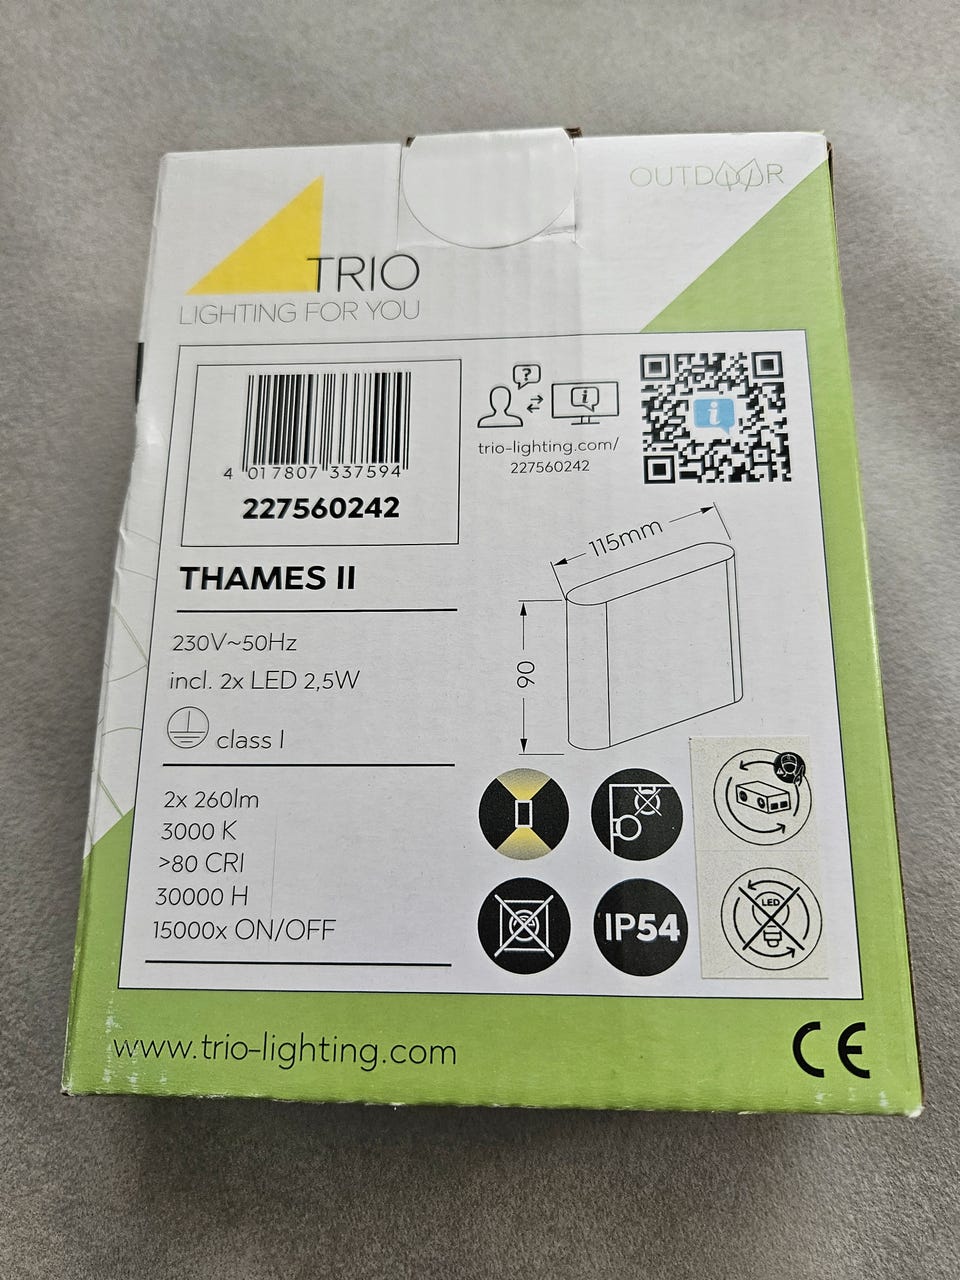 OUTDOOR
TRIO
LIGHTING FOR YOU
4 017807 337594
227560242
?
i
trio-lighting.com/
227560242
i
THAMES II
230V~50Hz
incl. 2x LED 2,5W
class I
2x 260lm
3000 K
>80 CRI
30000 H
15000x ON/OFF
115mm
90
IP54
LED
www.trio-lighting.com
CE